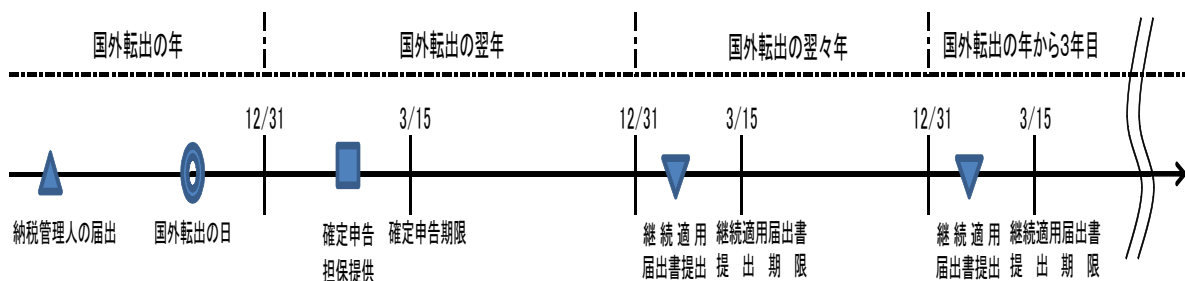 国外転出の年
国外転出の翌年
国外転出の翌々年
国外転出の年から3年目
12/31
3/15
12/31
3/15
12/31
3/15
納税管理人の届出
国外転出の日
確定申告
担保提供
確定申告期限
継続適用
届出書提出
継続適用届出書
提出期限
継続適用
届出書提出
継続適用届出書
提出期限